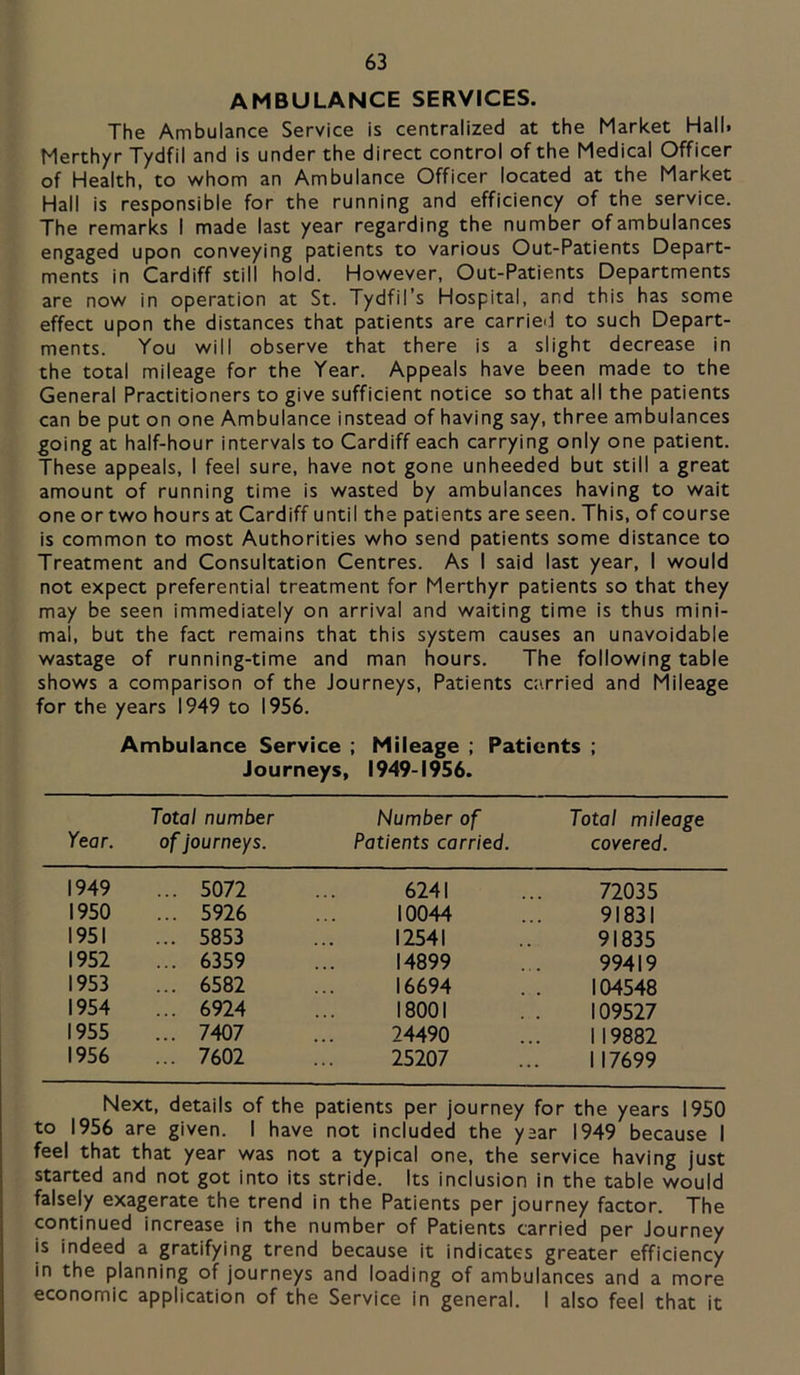 63
AMBULANCE SERVICES.
The Ambulance Service is centralized at the Market Hall,
Merthyr Tydfil and is under the direct control of the Medical Officer
of Health, to whom an Ambulance Officer located at the Market
Hall is responsible for the running and efficiency of the service.
The remarks I made last year regarding the number of ambulances
engaged upon conveying patients to various Out-Patients Depart-
ments in Cardiff still hold. However, Out-Patients Departments
are now in operation at St. Tydfil's Hospital, and this has some
effect upon the distances that patients are carried to such Depart-
ments. You will observe that there is a slight decrease in
the total mileage for the Year. Appeals have been made to the
General Practitioners to give sufficient notice so that all the patients
can be put on one Ambulance instead of having say, three ambulances
going at half-hour intervals to Cardiff each carrying only one patient.
These appeals, I feel sure, have not gone unheeded but still a great
amount of running time is wasted by ambulances having to wait
one or two hours at Cardiff until the patients are seen. This, of course
is common to most Authorities who send patients some distance to
Treatment and Consultation Centres. As I said last year, I would
not expect preferential treatment for Merthyr patients so that they
may be seen immediately on arrival and waiting time is thus mini-
mal, but the fact remains that this system causes an unavoidable
wastage of running-time and man hours. The following table
shows a comparison of the Journeys, Patients carried and Mileage
for the years 1949 to 1956.
Ambulance Service ; Mileage ; Patients ;
Journeys, 1949-1956.
Total number Number of Total mileage
Year. of journeys. Patients carried. covered.
1949 ... 5072 ... 6241 ... 72035
1950 ... 5926 ... 10044 ... 91831
1951 ... 5853 ... 12541 .. 91835
1952 ... 6359 ... 14899 ... 99419
1953 ... 6582 ... 16694 . . 104548
1954 ... 6924 ... 18001 . . 109527
1955 ... 7407 ... 24490 ... 119882
1956 ... 7602 ... 25207 ... 117699
Next, details of the patients per journey for the years 1950
to 1956 are given. I have not included the year 1949 because I
feel that that year was not a typical one, the service having just
started and not got into its stride. Its inclusion in the table would
falsely exagerate the trend in the Patients per journey factor. The
continued increase in the number of Patients carried per Journey
is indeed a gratifying trend because it indicates greater efficiency
in the planning of journeys and loading of ambulances and a more
economic application of the Service in general. I also feel that it